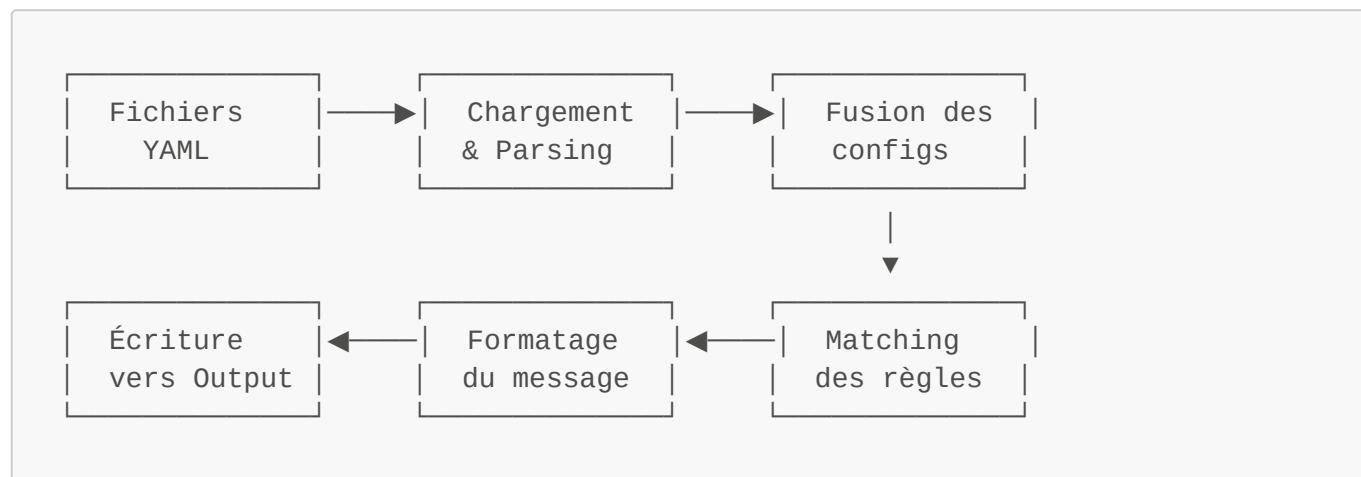 Fichiers Chargement Fusion des
YAML & Parsing configs
Écriture Formatage Matching
vers Output du message des règles